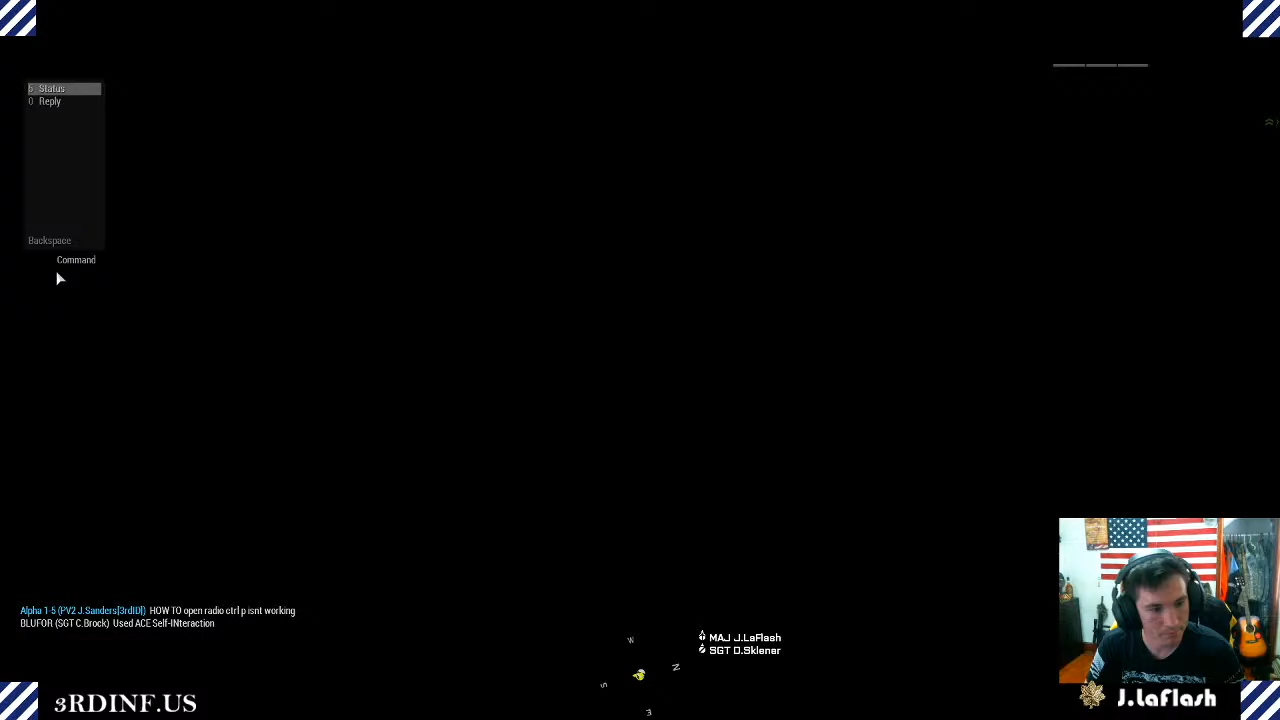 5 Status
0 Reply
Backspace
Command
Alpha 1-5 (PV2 J.Sanders[3rdID]) HOW TO open radio ctrl p isnt working
BLUFOR (SGT C.Brock) Used ACE Self-INteraction
W
N
S
E
MAJ J.LaFlash
SGT D.Sklener
3RDINF.US
J.LaFlash